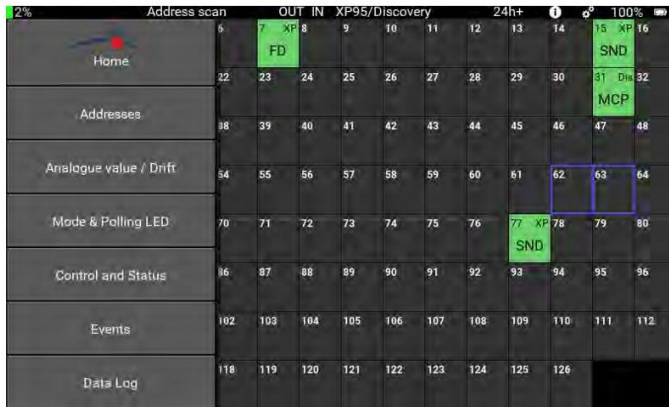 2% Address scan OUT IN XP95/Discovery 24h+ 100%
Home
Addresses
Analogue value / Drift
Mode & Polling LED
Control and Status
Events
Data Log
6 7 XP 8 9 10 11 12 13 14 15 XP 16
FD SND
22 23 24 25 26 27 28 29 30 31 Dis 32
MCP
38 39 40 41 42 43 44 45 46 47 48
54 55 56 57 58 59 60 61 62 63 64
70 71 72 73 74 75 76 77 XP 78 79 80
SND
86 87 88 89 90 91 92 93 94 95 96
102 103 104 105 106 107 108 109 110 111 112
118 119 120 121 122 123 124 125 126